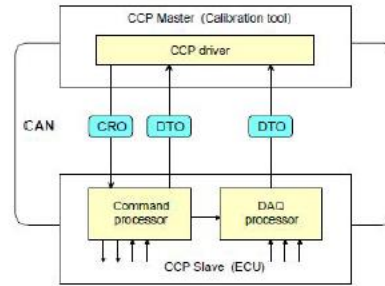 CCP Master (Calibration tool)
CCP driver
CAN
CRO
DTO
DTO
Command
processor
DAQ
processor
CCP Slave (ECU)